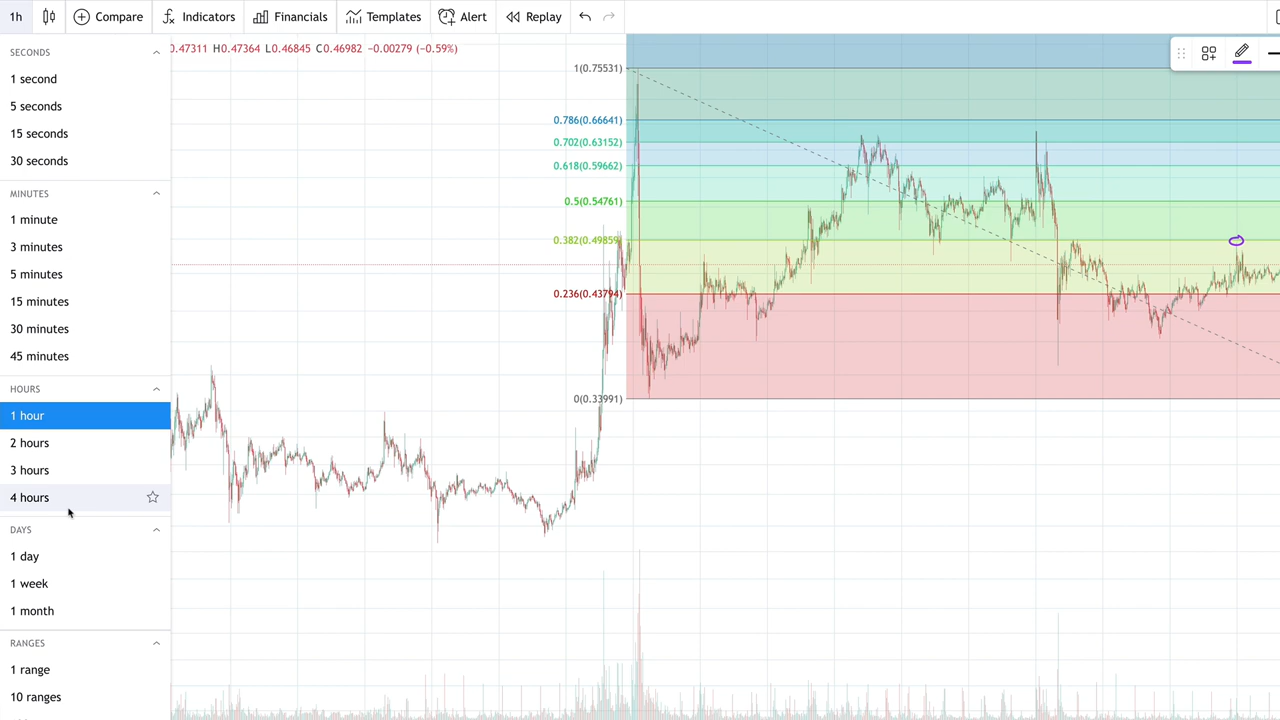 1h Compare Indicators Financials Templates Alert Replay
0.47311 H0.47364 L0.46845 C0.46982 −0.00279 (−0.59%)
SECONDS
1 second
5 seconds
15 seconds
30 seconds
MINUTES
1 minute
3 minutes
5 minutes
15 minutes
30 minutes
45 minutes
HOURS
1 hour
2 hours
3 hours
4 hours
DAYS
1 day
1 week
1 month
RANGES
1 range
10 ranges
1(0.75531)
0.786(0.66641)
0.702(0.63152)
0.618(0.59662)
0.5(0.54761)
0.382(0.49859)
0.236(0.43794)
0(0.33991)